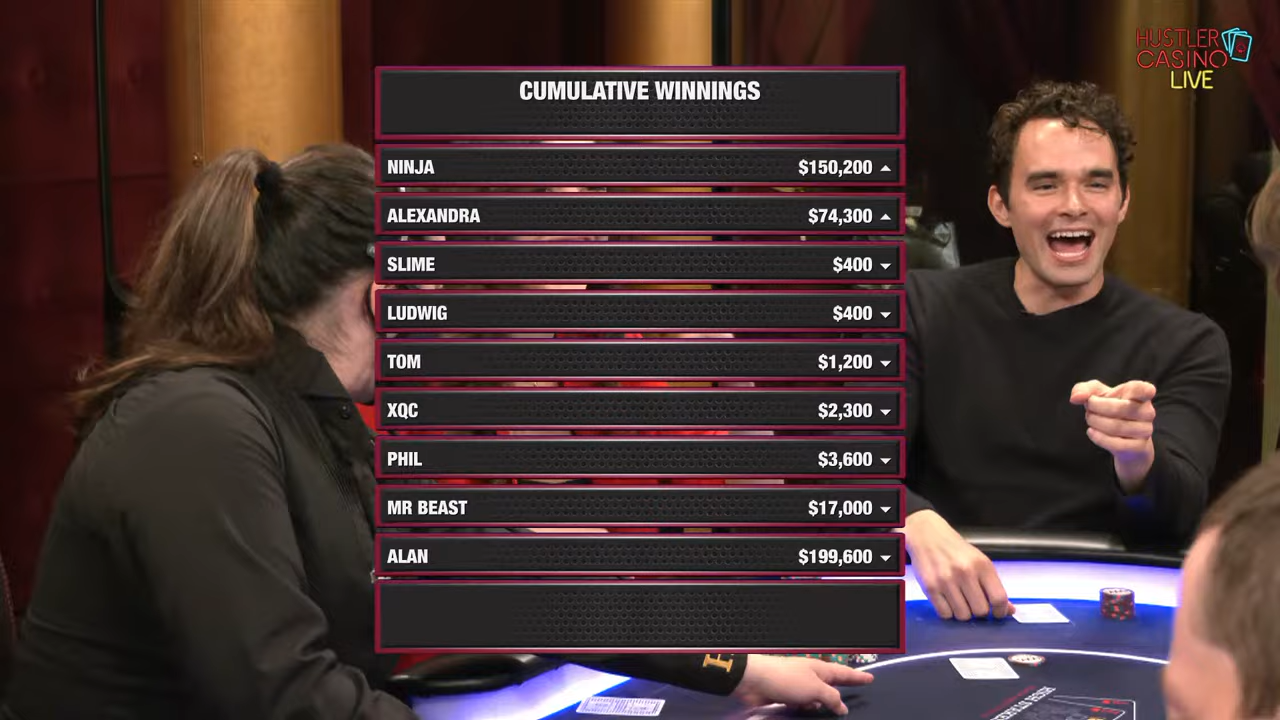 HUSTLER
CASINO
LIVE
CUMULATIVE WINNINGS
NINJA $150,200
ALEXANDRA $74,300
SLIME $400
LUDWIG $400
TOM $1,200
XQC $2,300
PHIL $3,600
MR BEAST $17,000
ALAN $199,600